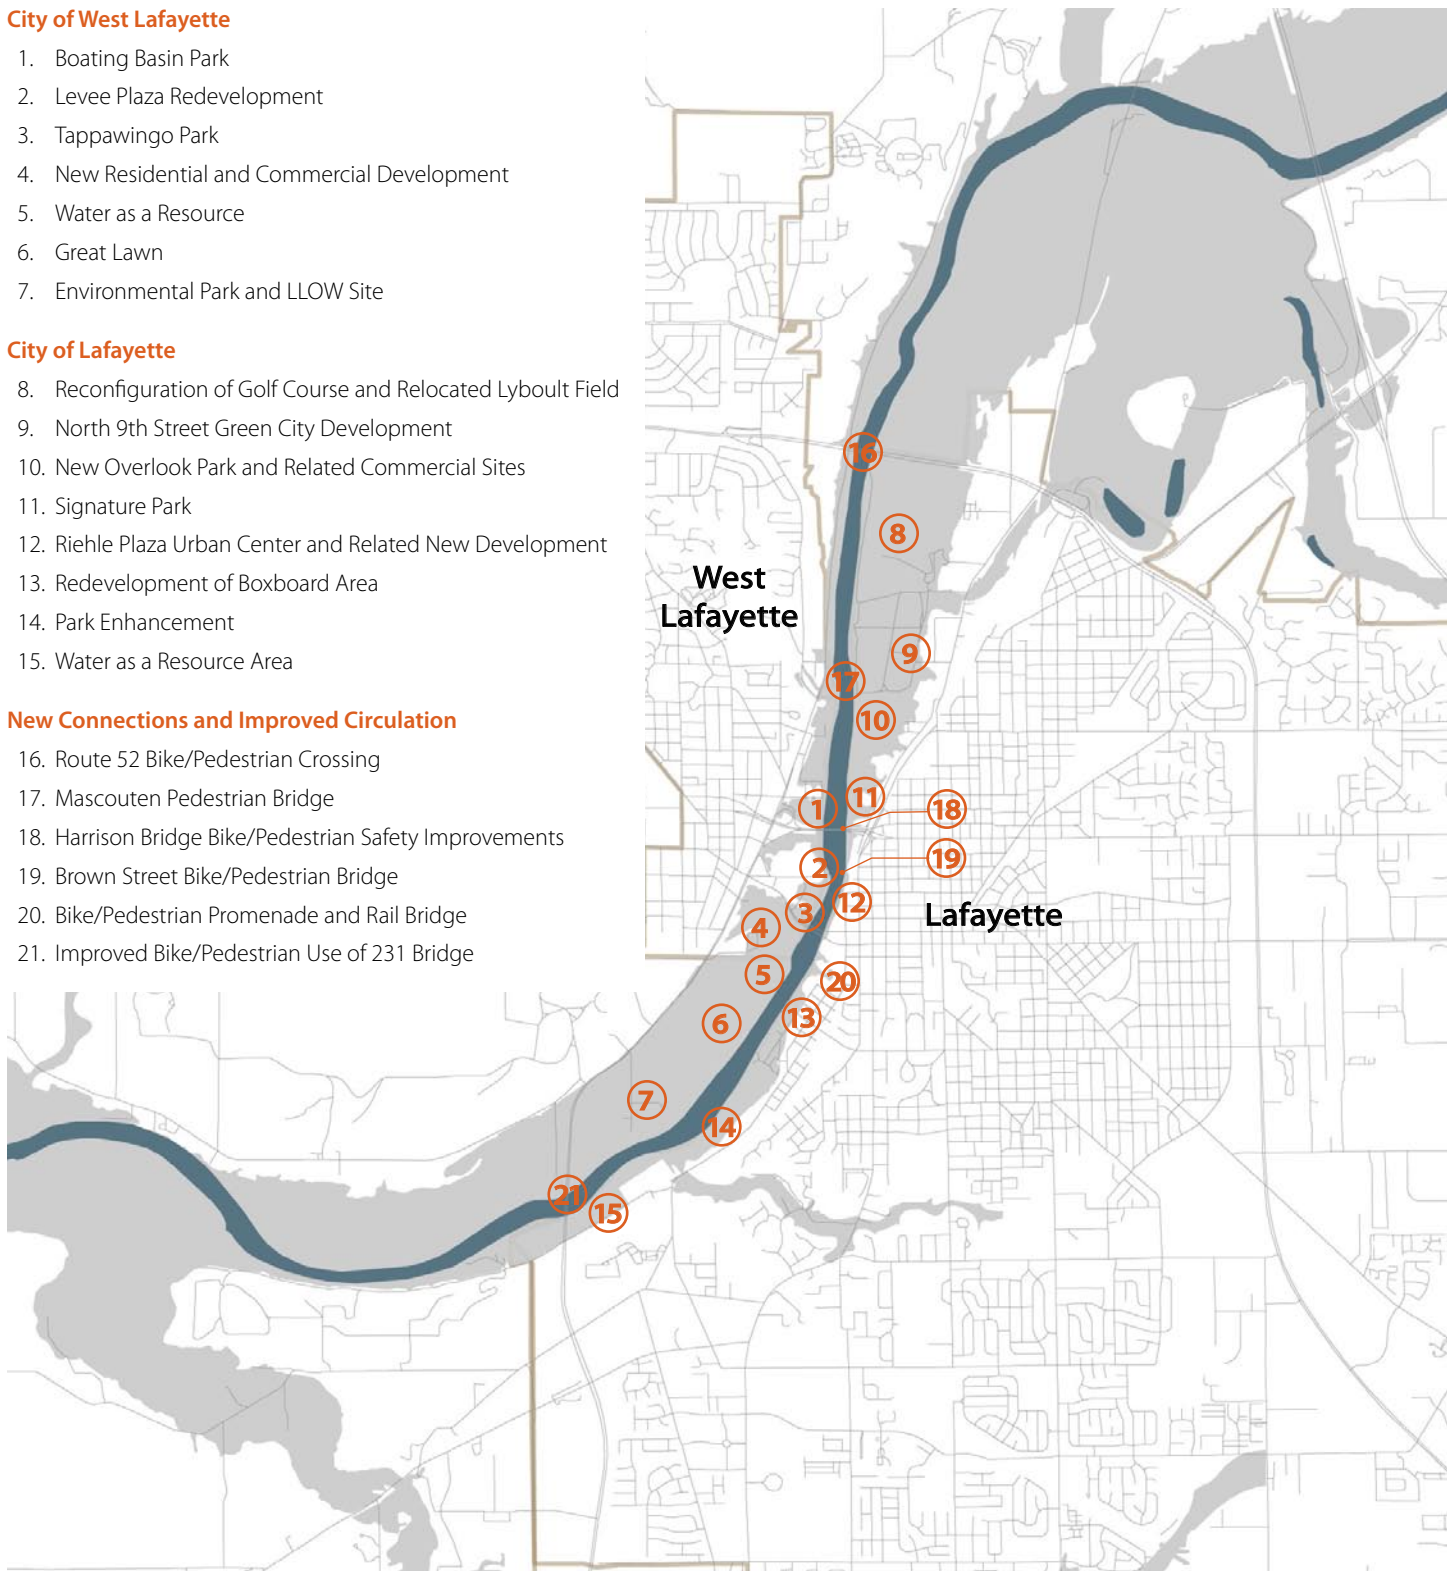 City of West Lafayette
1. Boating Basin Park
2. Levee Plaza Redevelopment
3. Tappawingo Park
4. New Residential and Commercial Development
5. Water as a Resource
6. Great Lawn
7. Environmental Park and LLOW Site
City of Lafayette
8. Reconfiguration of Golf Course and Relocated Lyboult Field
9. North 9th Street Green City Development
10. New Overlook Park and Related Commercial Sites
11. Signature Park
12. Riehle Plaza Urban Center and Related New Development
13. Redevelopment of Boxboard Area
14. Park Enhancement
15. Water as a Resource Area
New Connections and Improved Circulation
16. Route 52 Bike/Pedestrian Crossing
17. Mascouten Pedestrian Bridge
18. Harrison Bridge Bike/Pedestrian Safety Improvements
19. Brown Street Bike/Pedestrian Bridge
20. Bike/Pedestrian Promenade and Rail Bridge
21. Improved Bike/Pedestrian Use of 231 Bridge
16
8
West
Lafayette
9
17
10
11
1
18
2
19
12
3
Lafayette
4
5
20
13
6
7
14
21
15